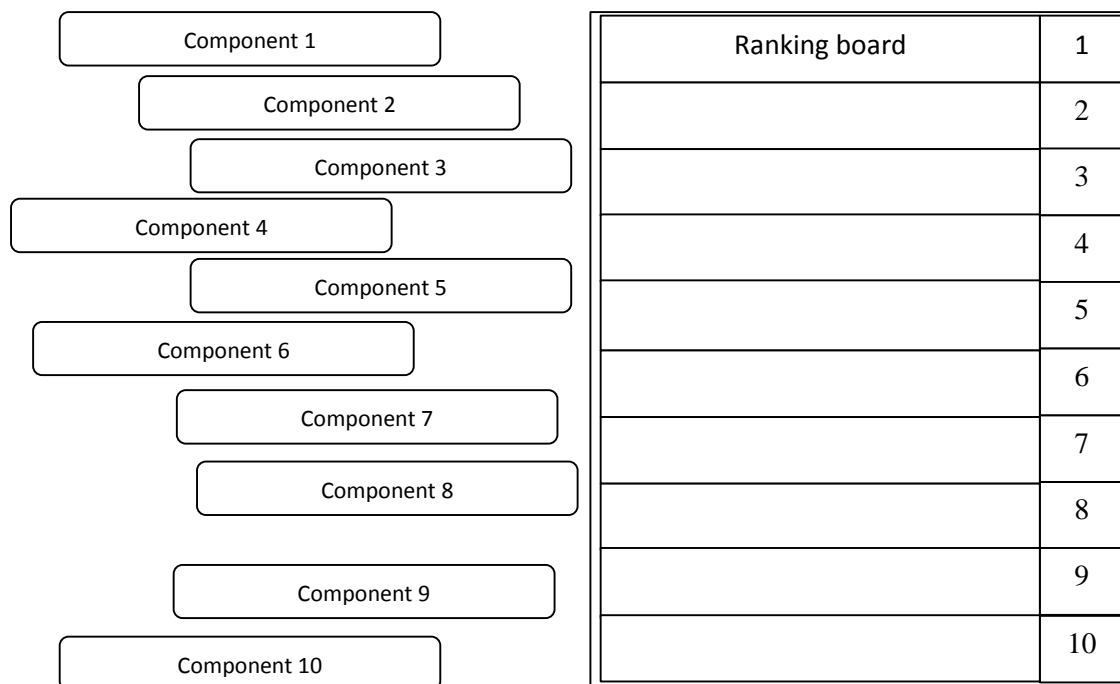 Component 1
Component 2
Component 3
Component 4
Component 5
Component 6
Component 7
Component 8
Component 9
Component 10
Ranking board 1
2
3
4
5
6
7
8
9
10